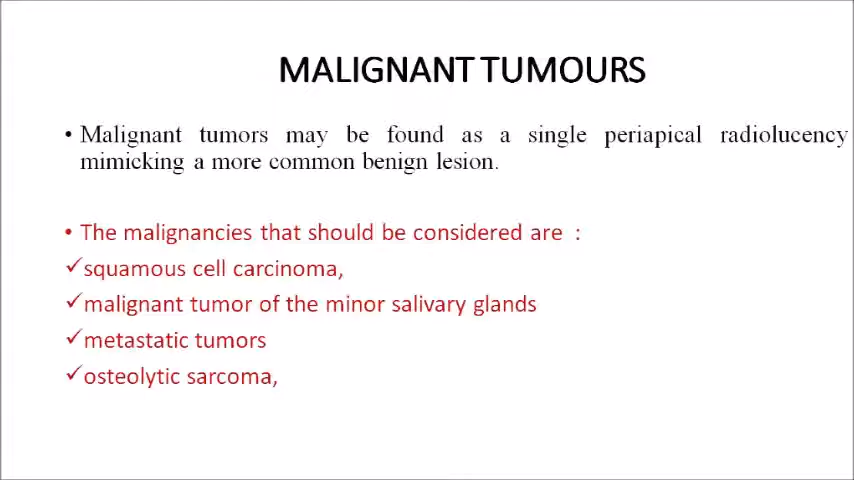 MALIGNANT TUMOURS
• Malignant tumors may be found as a single periapical radiolucency
mimicking a more common benign lesion.
• The malignancies that should be considered are :
✓squamous cell carcinoma,
✓malignant tumor of the minor salivary glands
✓metastatic tumors
✓osteolytic sarcoma,